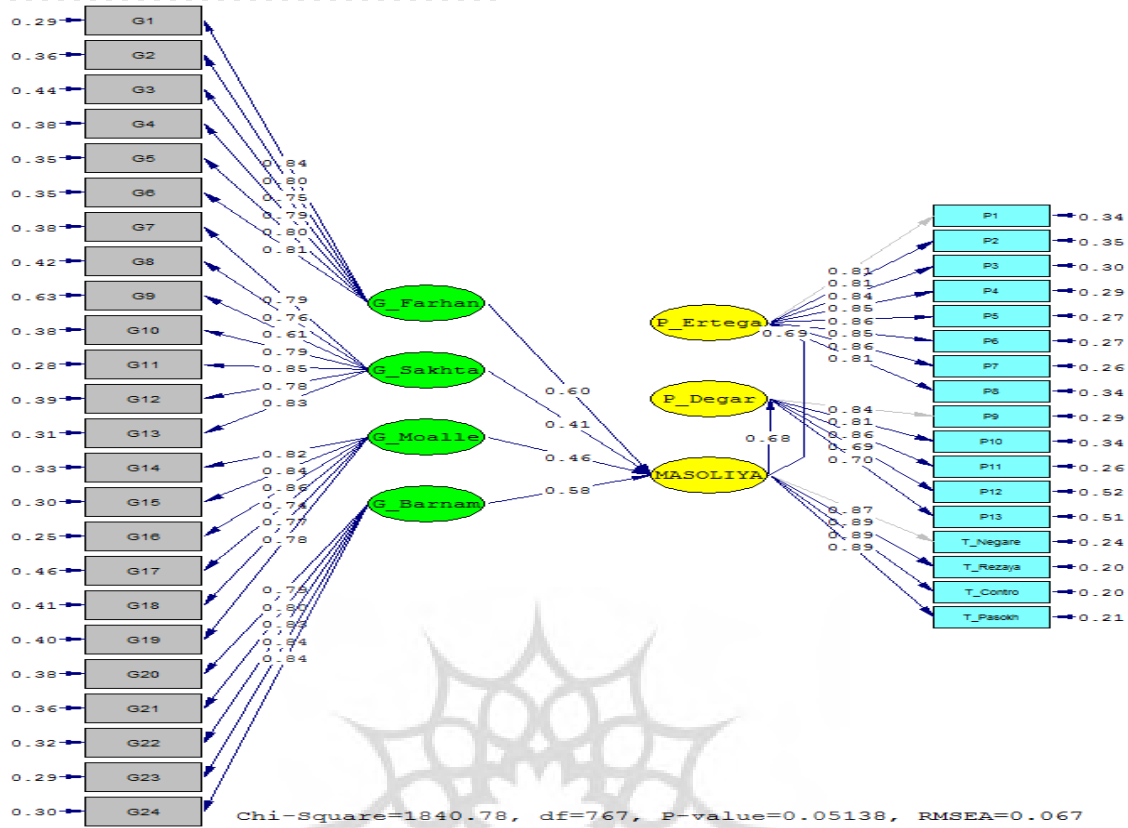 0.29 G1
0.36 G2
0.44 G3
0.38 G4
0.35 G5
0.35 G6
0.38 G7
0.42 G8
0.63 G9
0.38 G10
0.28 G11
0.39 G12
0.31 G13
0.33 G14
0.30 G15
0.25 G16
0.46 G17
0.41 G18
0.40 G19
0.38 G20
0.36 G21
0.32 G22
0.29 G23
0.30 G24
0.84
0.80
0.75
0.79
0.80
0.81
0.79
0.76
0.61
0.79
0.85
0.78
0.83
0.82
0.84
0.86
0.74
0.77
0.78
0.79
0.80
0.83
0.84
0.84
G_Farhan
G_Sakhta
G_Moalle
G_Barnam
0.60
0.41
0.46
0.58
P_Ertega
P_Degar
MASOLIYA
0.69
0.68
0.81
0.81
0.84
0.85
0.86
0.85
0.86
0.81
0.84
0.81
0.86
0.69
0.70
0.87
0.89
0.89
0.89
P1 0.34
P2 0.35
P3 0.30
P4 0.29
P5 0.27
P6 0.27
P7 0.26
P8 0.34
P9 0.29
P10 0.34
P11 0.26
P12 0.52
P13 0.51
T_Negare 0.24
T_Rezaya 0.20
T_Contro 0.20
T_Pasokh 0.21
Chi-Square=1840.78, df=767, P-value=0.05138, RMSEA=0.067